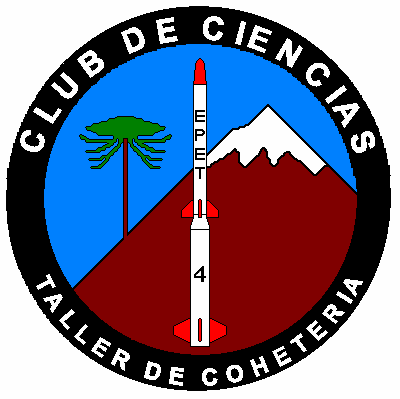 CLUB DE CIENCIAS
EPET
4
TALLER DE COHETERIA